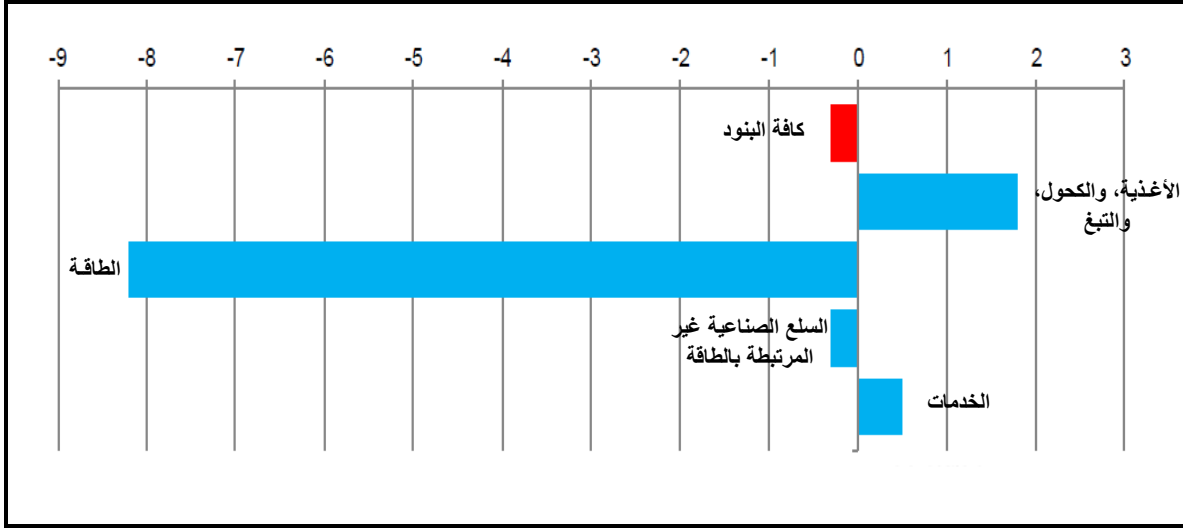 -9 -8 -7 -6 -5 -4 -3 -2 -1 0 1 2 3
كافة البنود
الأغذية، والكحول،
والتبغ
الطاقة
السلع الصناعية غير
المرتبطة بالطاقة
الخدمات